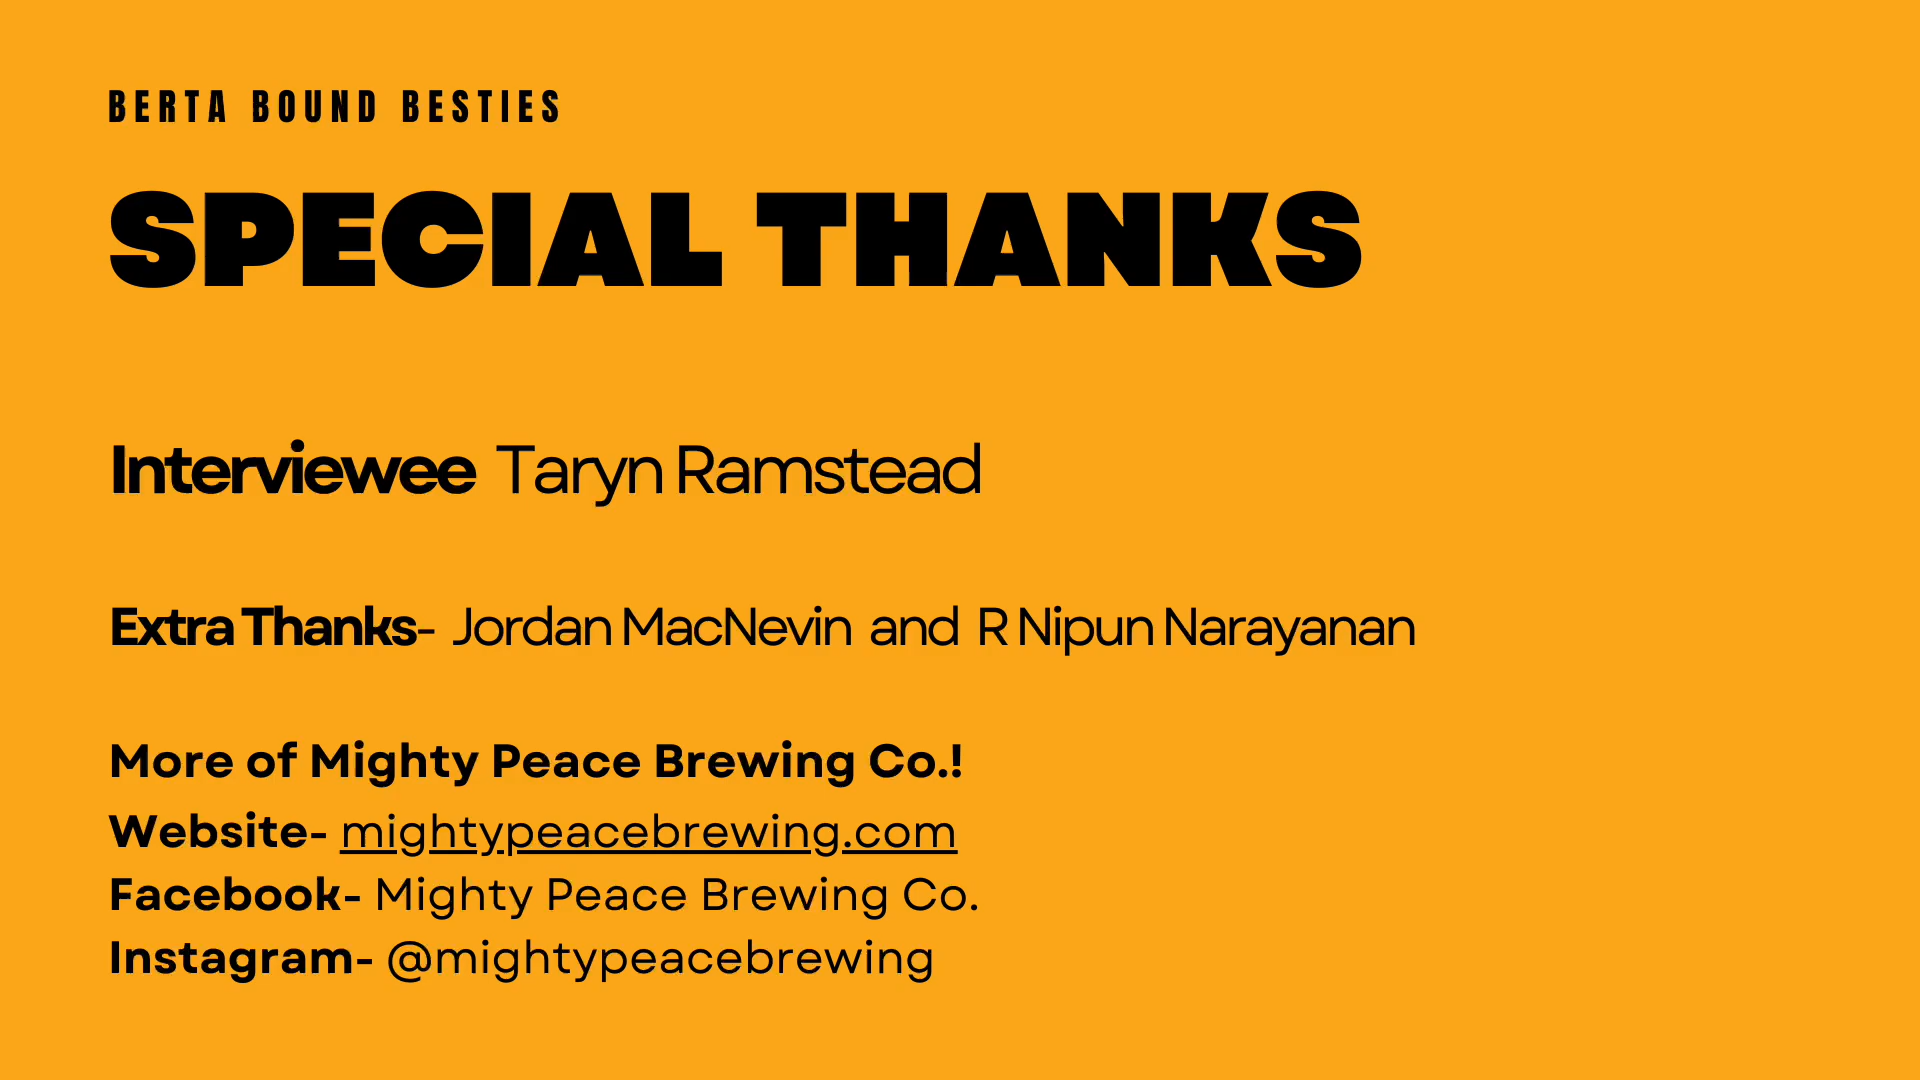 BERTA BOUND BESTIES
SPECIAL THANKS
Interviewee Taryn Ramstead
Extra Thanks- Jordan MacNevin and R Nipun Narayanan
More of Mighty Peace Brewing Co.!
Website- mightypeacebrewing.com
Facebook- Mighty Peace Brewing Co.
Instagram- @mightypeacebrewing